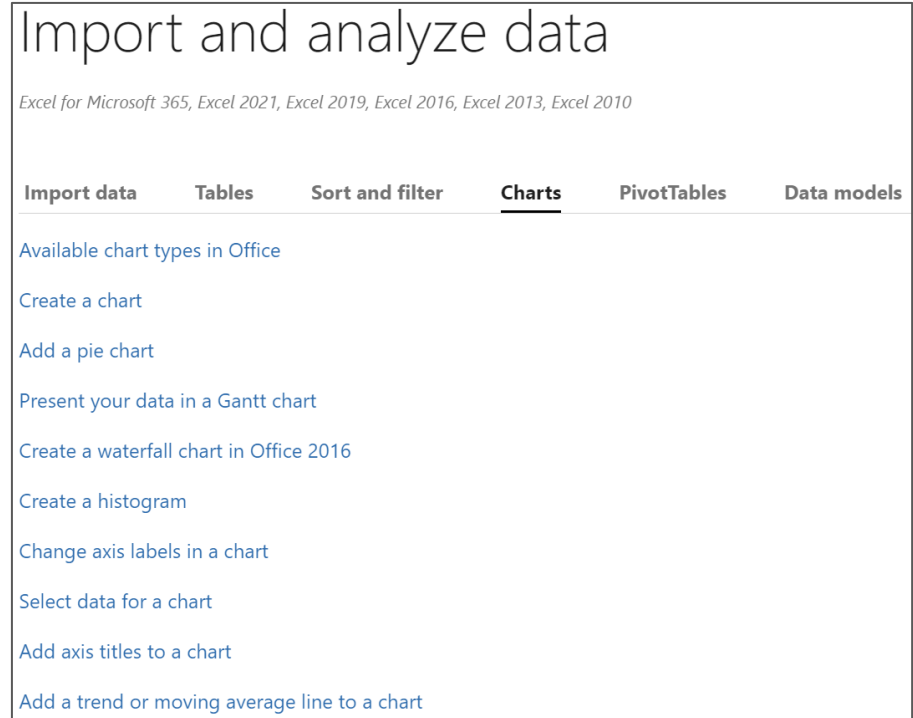 Import and analyze data
Excel for Microsoft 365, Excel 2021, Excel 2019, Excel 2016, Excel 2013, Excel 2010
Import data Tables Sort and filter Charts PivotTables Data models
Available chart types in Office
Create a chart
Add a pie chart
Present your data in a Gantt chart
Create a waterfall chart in Office 2016
Create a histogram
Change axis labels in a chart
Select data for a chart
Add axis titles to a chart
Add a trend or moving average line to a chart